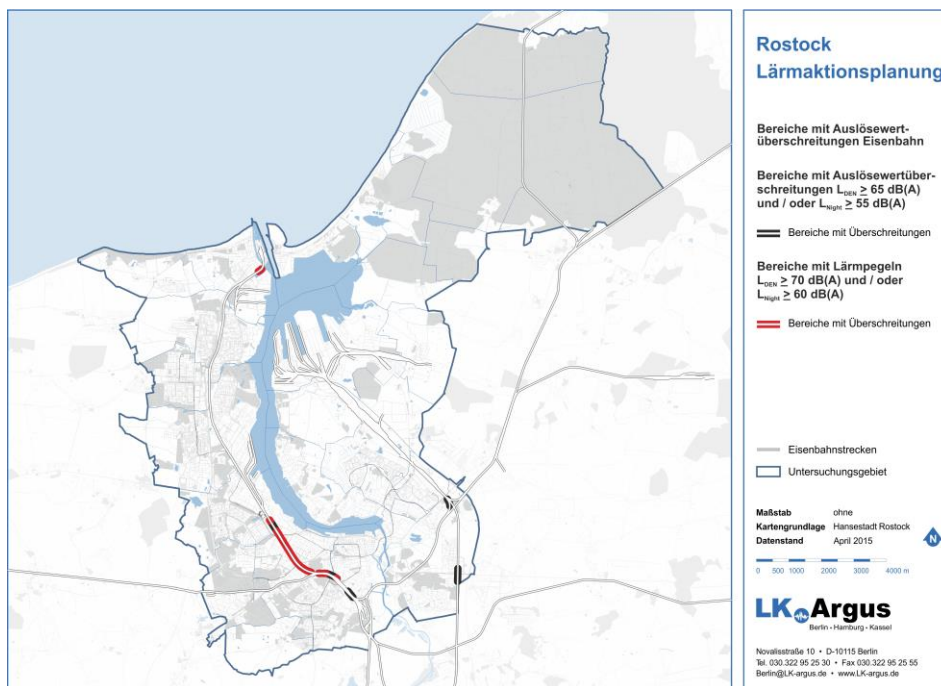 Rostock
Lärmaktionsplanung
Bereiche mit Auslösewert-
überschreitungen Eisenbahn
Bereiche mit Auslösewertüber-
schreitungen LDEN ≥ 65 dB(A)
und / oder LNight ≥ 55 dB(A)
Bereiche mit Überschreitungen
Bereiche mit Lärmpegeln
LDEN ≥ 70 dB(A) und / oder
LNight ≥ 60 dB(A)
Bereiche mit Überschreitungen
Eisenbahnstrecken
Untersuchungsgebiet
Maßstab ohne
Kartengrundlage Hansestadt Rostock
Datenstand April 2015
N
0 500 1000 2000 3000 4000 m
LK Argus
Berlin - Hamburg - Kassel
Novalisstraße 10 • D-10115 Berlin
Tel. 030.322 95 25 30 • Fax 030.322 95 25 55
Berlin@LK-argus.de • www.LK-argus.de